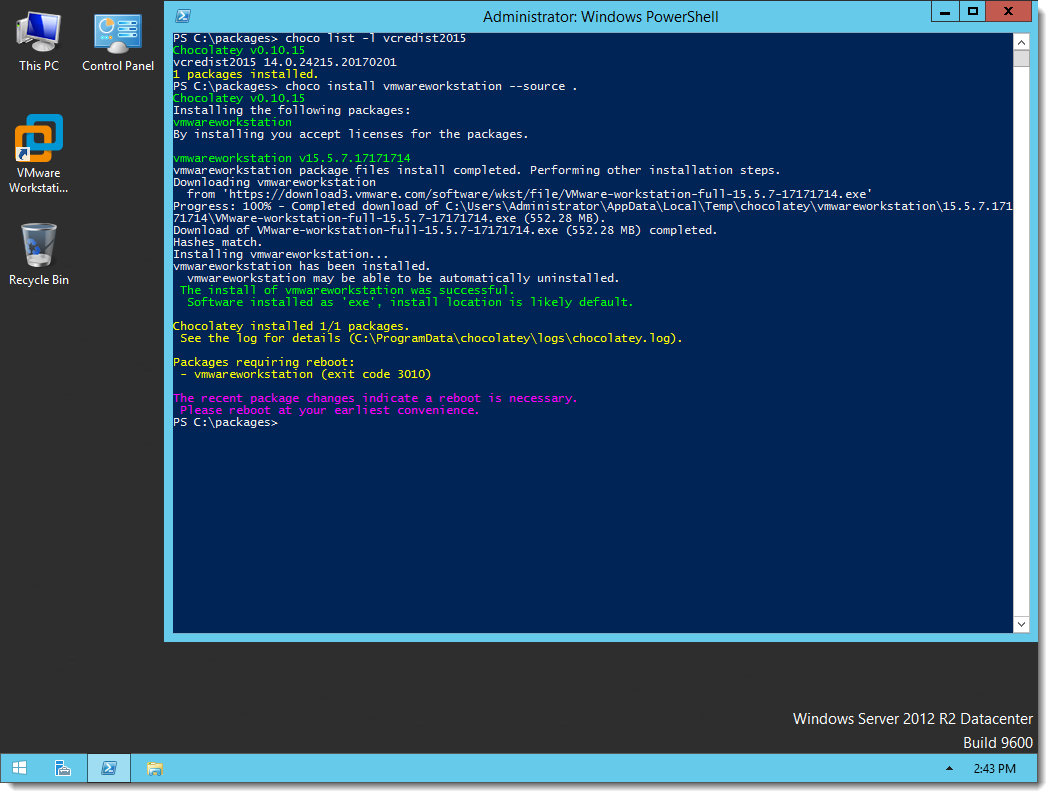 This PC
Control Panel
VMware
Workstati...
Recycle Bin
Administrator: Windows PowerShell
PS C:\packages> choco list -l vcredist2015
Chocolatey v0.10.15
vcredist2015 14.0.24215.20170201
1 packages installed.
PS C:\packages> choco install vmwareworkstation --source .
Chocolatey v0.10.15
Installing the following packages:
vmwareworkstation
By installing you accept licenses for the packages.
vmwareworkstation v15.5.7.17171714
vmwareworkstation package files install completed. Performing other installation steps.
Downloading vmwareworkstation
from 'https://download3.vmware.com/software/wkst/file/VMware-workstation-full-15.5.7-17171714.exe'
Progress: 100% - Completed download of C:\Users\Administrator\AppData\Local\Temp\chocolatey\vmwareworkstation\15.5.7.171
71714\VMware-workstation-full-15.5.7-17171714.exe (552.28 MB).
Download of VMware-workstation-full-15.5.7-17171714.exe (552.28 MB) completed.
Hashes match.
Installing vmwareworkstation...
vmwareworkstation has been installed.
vmwareworkstation may be able to be automatically uninstalled.
The install of vmwareworkstation was successful.
Software installed as 'exe', install location is likely default.
Chocolatey installed 1/1 packages.
See the log for details (C:\ProgramData\chocolatey\logs\chocolatey.log).
Packages requiring reboot:
- vmwareworkstation (exit code 3010)
The recent package changes indicate a reboot is necessary.
Please reboot at your earliest convenience.
PS C:\packages>
Windows Server 2012 R2 Datacenter
Build 9600
2:43 PM